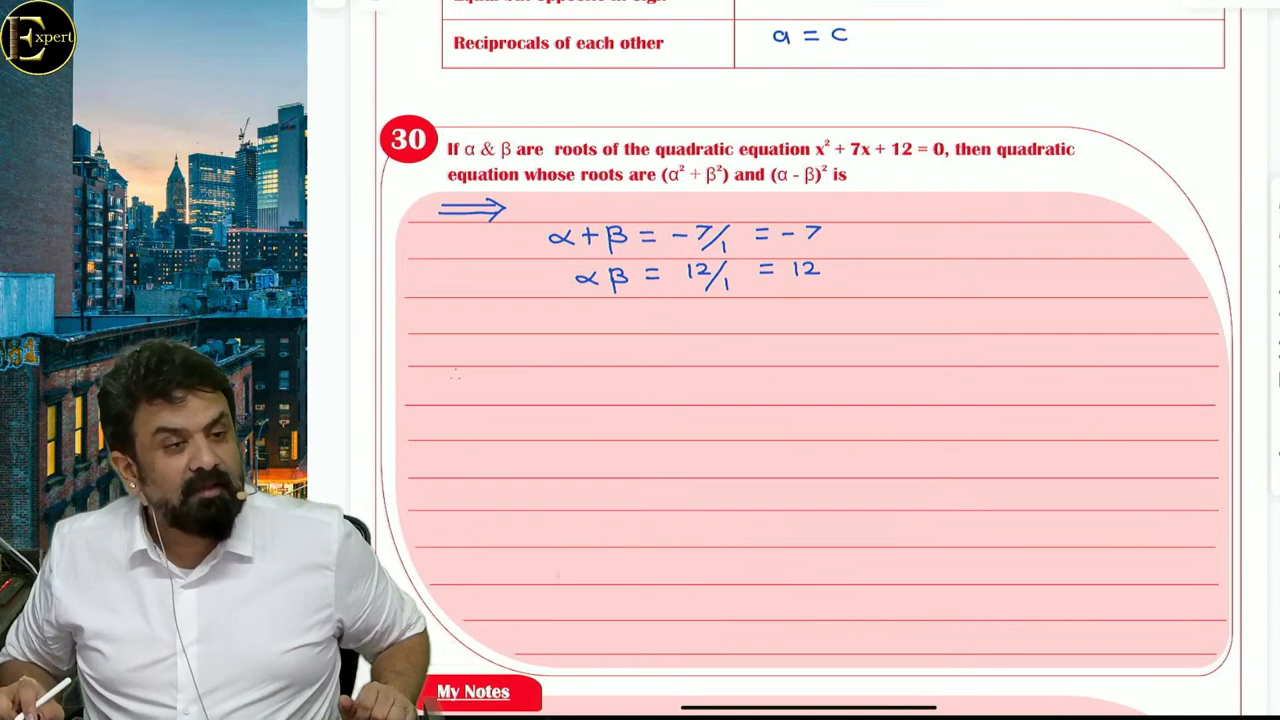 Expert
Reciprocals of each other
a = c
30
If α & β are roots of the quadratic equation x² + 7x + 12 = 0, then quadratic
equation whose roots are (α² + β²) and (α - β)² is
⟹
α + β = - 7/1 = - 7
α β = 12/1 = 12
My Notes